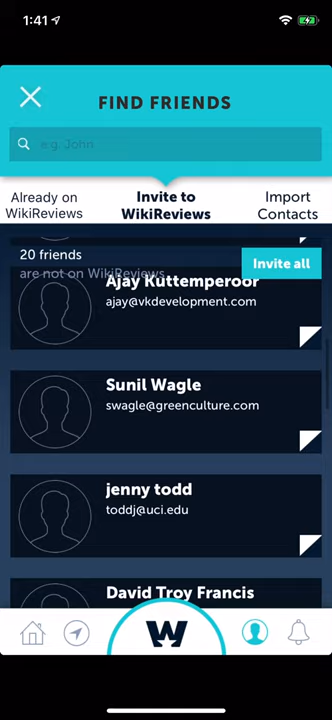 1:41
FIND FRIENDS
e.g. John
Already on
WikiReviews
Invite to
WikiReviews
Import
Contacts
20 friends
are not on WikiReviews
Invite all
Ajay Kuttemperoor
ajay@vkdevelopment.com
Sunil Wagle
swagle@greenculture.com
jenny todd
toddj@uci.edu
David Troy Francis
W